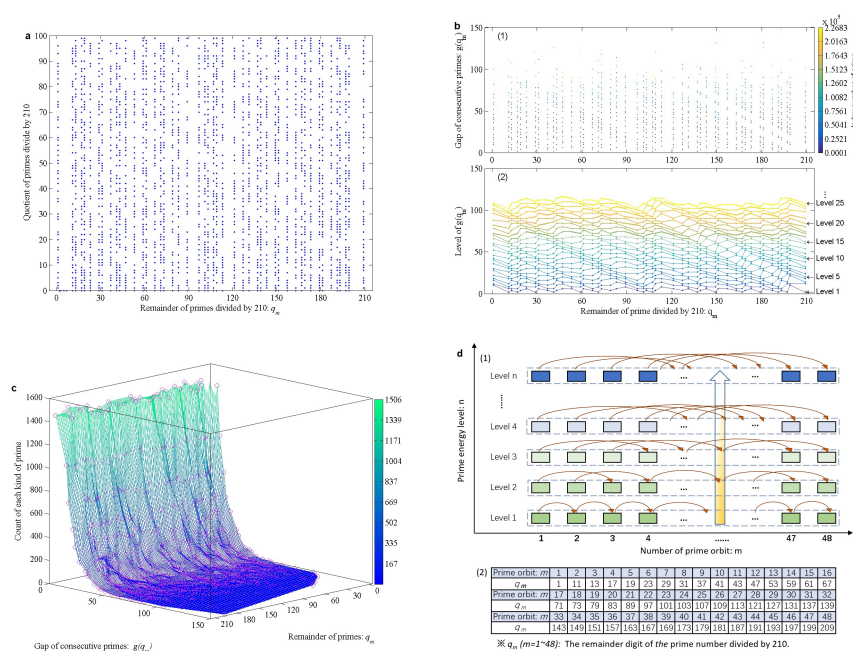 a
100
90
80
70
60
50
40
30
20
10
0
Quotient of primes divide by 210
0 30 60 90 120 150 180 210
Remainder of primes divided by 210: qm
b
(1)
150
100
50
0
Gap of consecutive primes: g(qm)
0 30 60 90 120 150 180 210
x 10
2.2683
2.0163
1.7643
1.5123
1.2602
1.0082
0.7561
0.5041
0.2521
0.0001
(2)
150
100
50
0
Level of g(qm)
Level 25
Level 20
Level 15
Level 10
Level 5
Level 1
0 30 60 90 120 150 180 210
Remainder of prime divided by 210: qm
c
1600
1400
1200
1000
800
600
400
200
0
Count of each kind of prime
0
50
100
150
Gap of consecutive primes: g(q
210 180 150 120 90 60 30 0
Remainder of primes: qm
1506
1339
1171
1004
837
669
502
335
167
0
d
(1)
Prime energy level: n
Level n
Level 4
Level 3
Level 2
Level 1
1 2 3 4 ...... 47 48
Number of prime orbit: m
(2)
Prime orbit: m 1 2 3 4 5 6 7 8 9 10 11 12 13 14 15 16
qm 1 11 13 17 19 23 29 31 37 41 43 47 53 59 61 67
Prime orbit: m 17 18 19 20 21 22 23 24 25 26 27 28 29 30 31 32
qm 71 73 79 83 89 97 101 103 107 109 113 121 127 131 137 139
Prime orbit: m 33 34 35 36 37 38 39 40 41 42 43 44 45 46 47 48
qm 143 149 151 157 163 167 169 173 179 181 187 191 193 197 199 209
※ qm (m=1~48): The remainder digit of the prime number divided by 210.